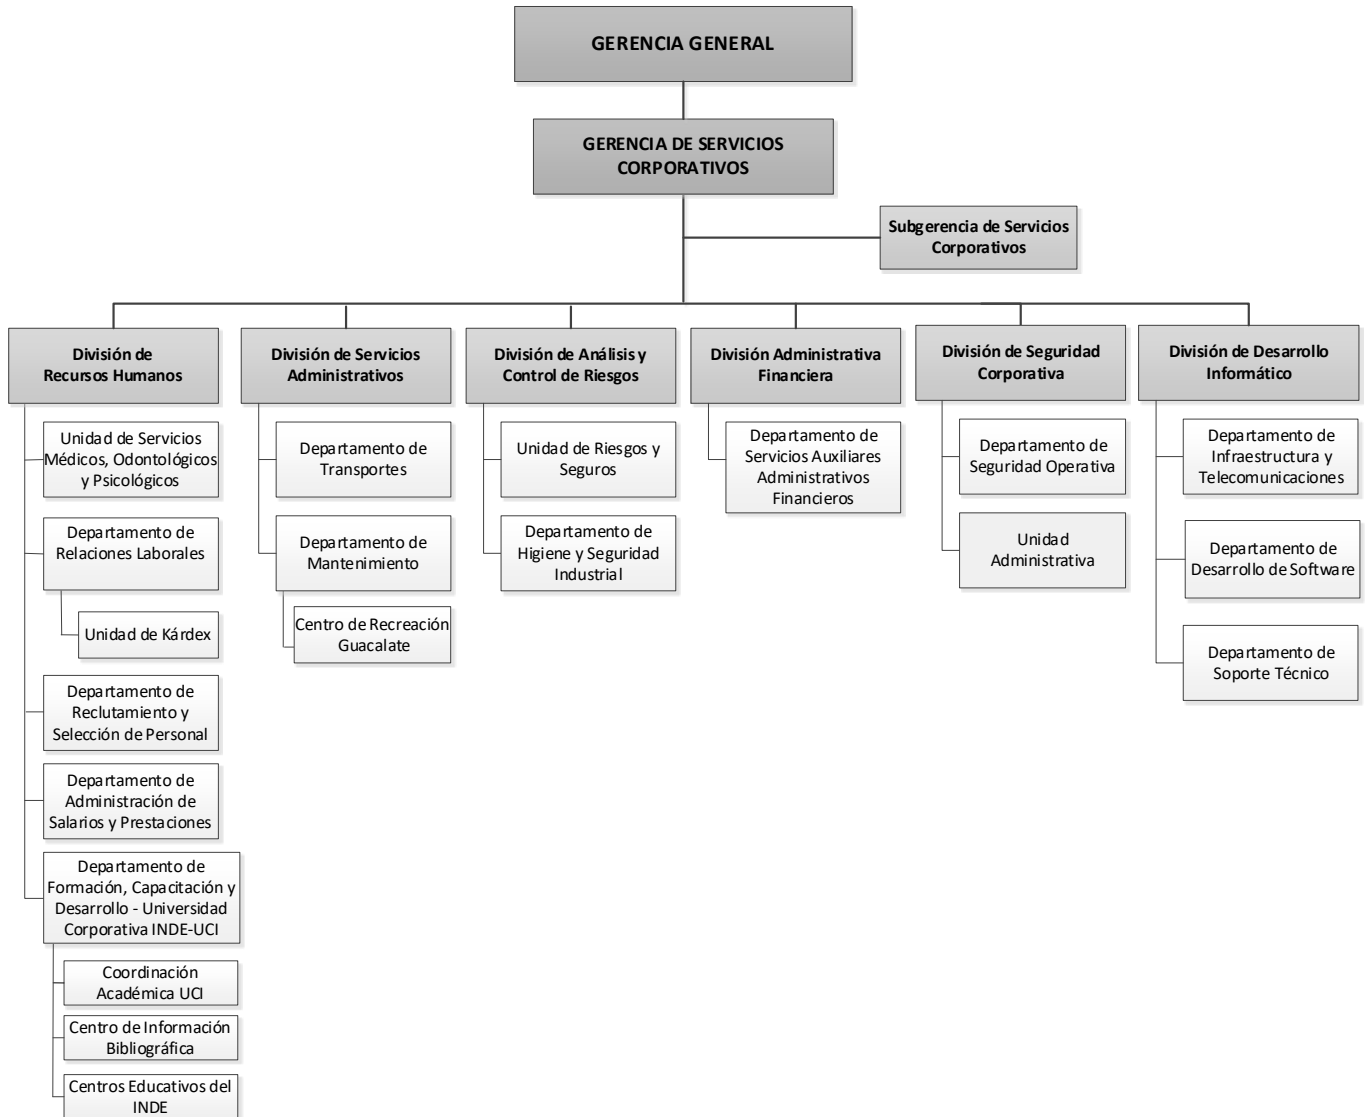 GERENCIA GENERAL
GERENCIA DE SERVICIOS
CORPORATIVOS
Subgerencia de Servicios
Corporativos
División de
Recursos Humanos
Unidad de Servicios
Médicos, Odontológicos
y Psicológicos
Departamento de
Relaciones Laborales
Unidad de Kárdex
Departamento de
Reclutamiento y
Selección de Personal
Departamento de
Administración de
Salarios y Prestaciones
Departamento de
Formación, Capacitación y
Desarrollo - Universidad
Corporativa INDE-UCI
Coordinación
Académica UCI
Centro de Información
Bibliográfica
Centros Educativos del
INDE
División de Servicios
Administrativos
Departamento de
Transportes
Departamento de
Mantenimiento
Centro de Recreación
Guacalate
División de Análisis y
Control de Riesgos
Unidad de Riesgos y
Seguros
Departamento de
Higiene y Seguridad
Industrial
División Administrativa
Financiera
Departamento de
Servicios Auxiliares
Administrativos
Financieros
División de Seguridad
Corporativa
Departamento de
Seguridad Operativa
Unidad
Administrativa
División de Desarrollo
Informático
Departamento de
Infraestructura y
Telecomunicaciones
Departamento de
Desarrollo de Software
Departamento de
Soporte Técnico